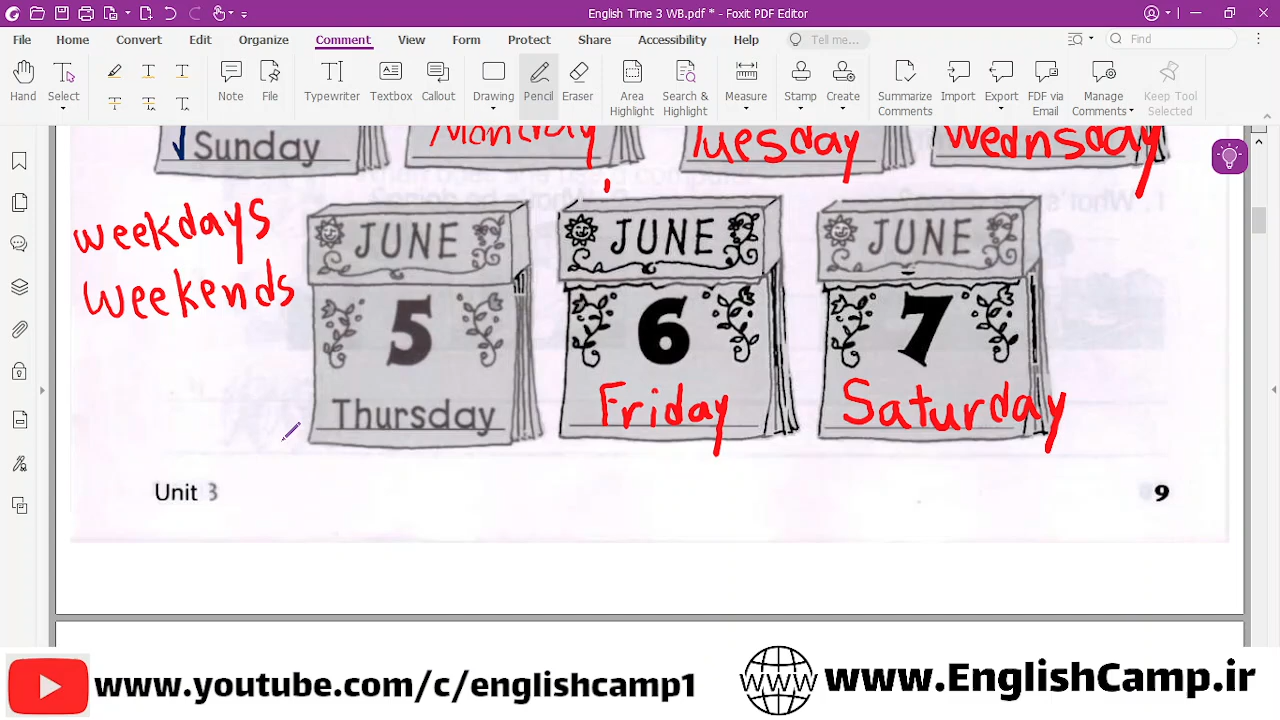 English Time 3 WB.pdf * - Foxit PDF Editor
File Home Convert Edit Organize Comment View Form Protect Share Accessibility Help Tell me... Find
Hand Select Note File Typewriter Textbox Callout Drawing Pencil Eraser Area Highlight Search & Highlight Measure Stamp Create Summarize Comments Import Export FDF via Email Manage Comments Keep Tool Selected
Sunday Monday Tuesday Wednsday
weekdays
weekends
JUNE JUNE JUNE
5 6 7
Thursday Friday Saturday
Unit 3 9
www.youtube.com/c/englishcamp1 WWW www.EnglishCamp.ir